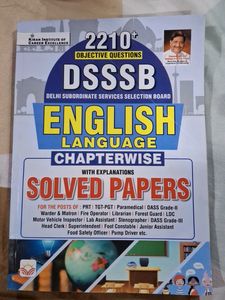 KIRAN INSTITUTE OF
CAREER EXCELLENCE
2210+
OBJECTIVE QUESTIONS
DSSSB
DELHI SUBORDINATE SERVICES SELECTION BOARD
ENGLISH
LANGUAGE
CHAPTERWISE
WITH EXPLANATIONS
SOLVED PAPERS
FOR THE POSTS OF : PRT | TGT-PGT | Paramedical | DASS Grade-II
Warder & Matron | Fire Operator | Librarian | Forest Guard | LDC
Motor Vehicle Inspector | Lab Assistant | Stenographer | DASS Grade-III
Head Clerk | Superintendent | Foot Constable | Junior Assistant
Food Safety Officer | Pump Driver etc.